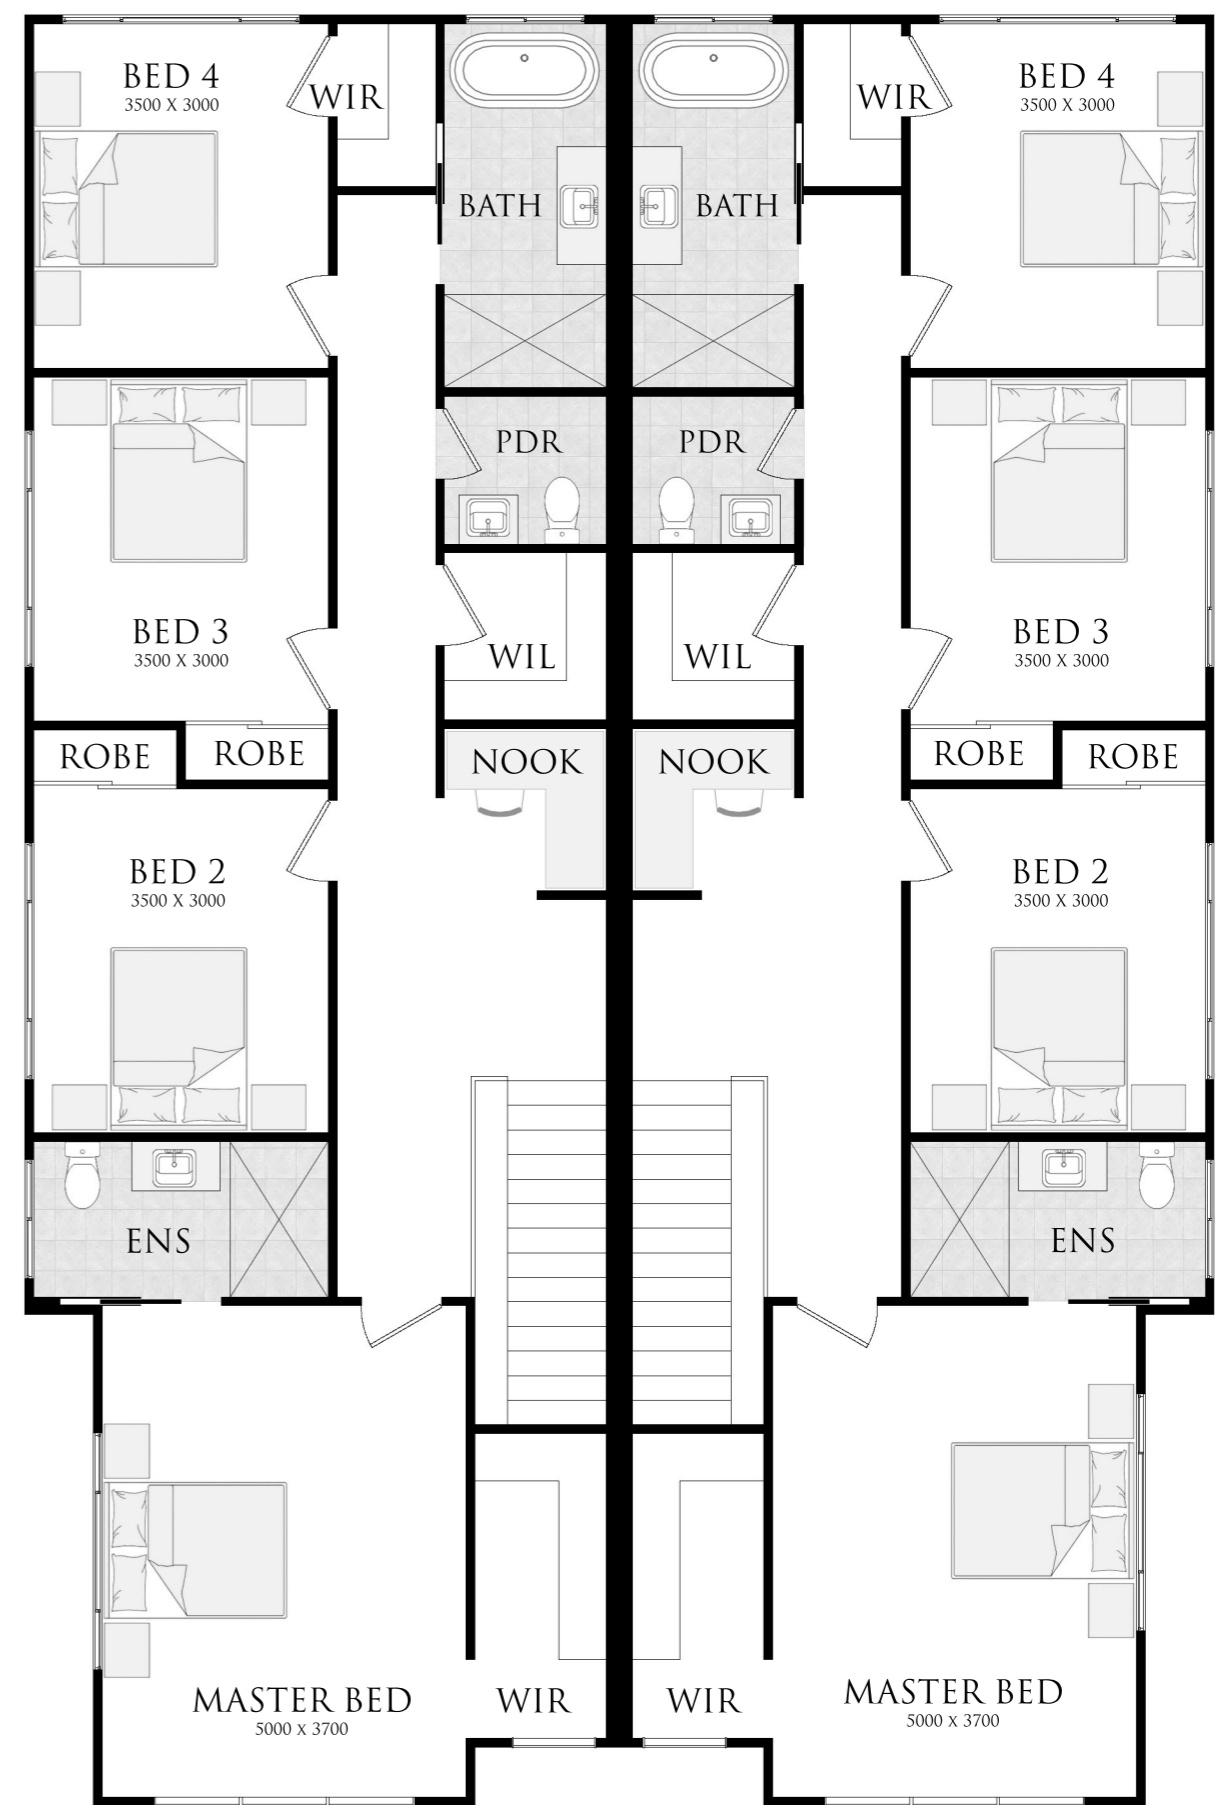 BED 4
3500 X 3000
WIR
WIR
BED 4
3500 X 3000
BATH
BATH
PDR
PDR
BED 3
3500 X 3000
WIL
WIL
BED 3
3500 X 3000
ROBE
ROBE
NOOK
NOOK
ROBE
ROBE
BED 2
3500 X 3000
BED 2
3500 X 3000
ENS
ENS
MASTER BED
5000 X 3700
WIR
WIR
MASTER BED
5000 X 3700